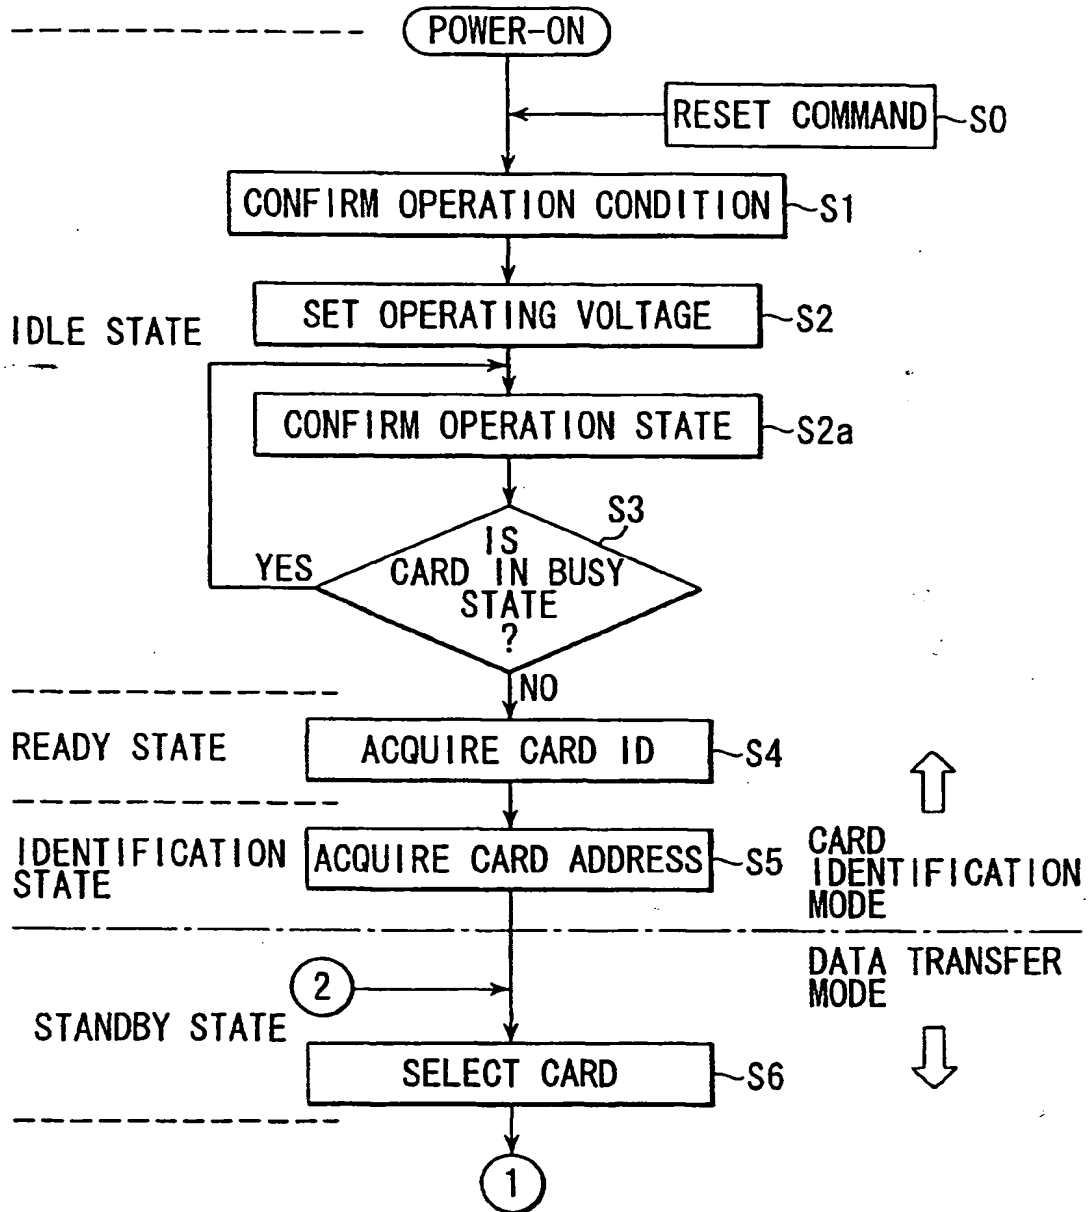 POWER-ON
RESET COMMAND
S0
CONFIRM OPERATION CONDITION
S1
SET OPERATING VOLTAGE
S2
IDLE STATE
CONFIRM OPERATION STATE
S2a
S3
IS
CARD IN BUSY
STATE
?
YES
NO
READY STATE
ACQUIRE CARD ID
S4
IDENTIFICATION
STATE
ACQUIRE CARD ADDRESS
S5
CARD
IDENTIFICATION
MODE
DATA TRANSFER
MODE
2
STANDBY STATE
SELECT CARD
S6
1